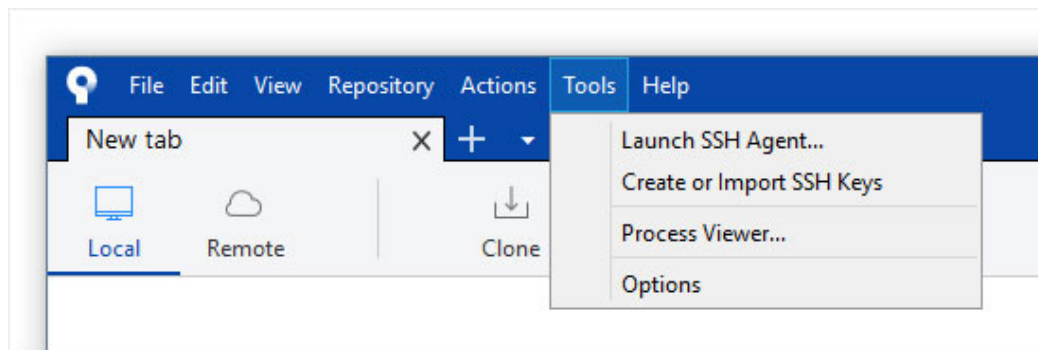 File Edit View Repository Actions Tools Help
New tab
Launch SSH Agent...
Create or Import SSH Keys
Process Viewer...
Options
Local Remote Clone